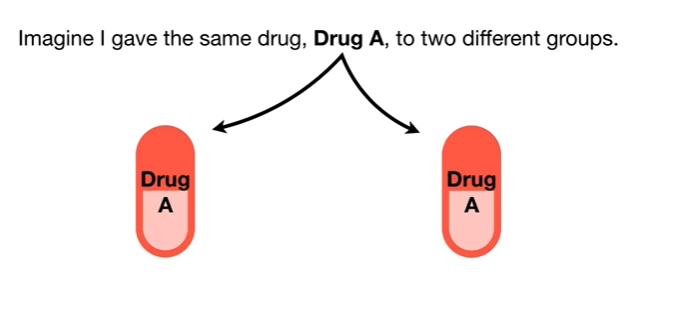 Imagine I gave the same drug, Drug A, to two different groups.
Drug
A
Drug
A